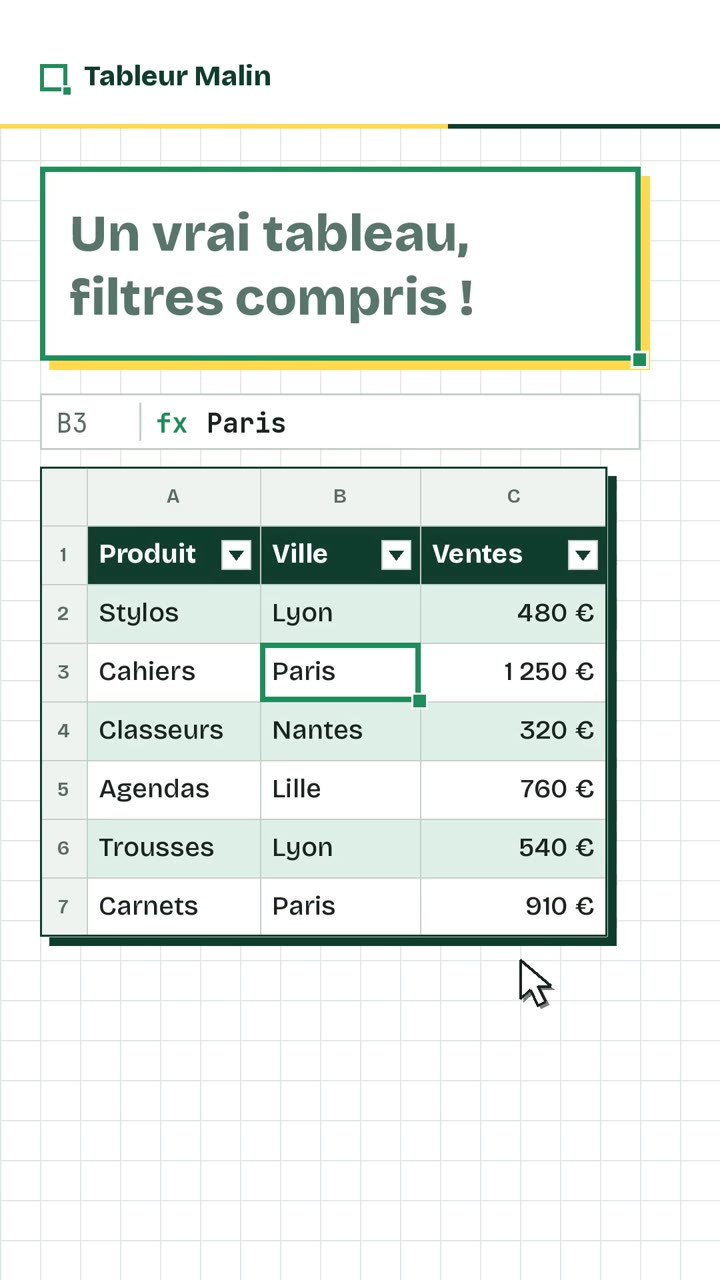 Tableur Malin
Un vrai tableau,
filtres compris !
B3 fx Paris
A B C
1 Produit Ville Ventes
2 Stylos Lyon 480 €
3 Cahiers Paris 1 250 €
4 Classeurs Nantes 320 €
5 Agendas Lille 760 €
6 Trousses Lyon 540 €
7 Carnets Paris 910 €